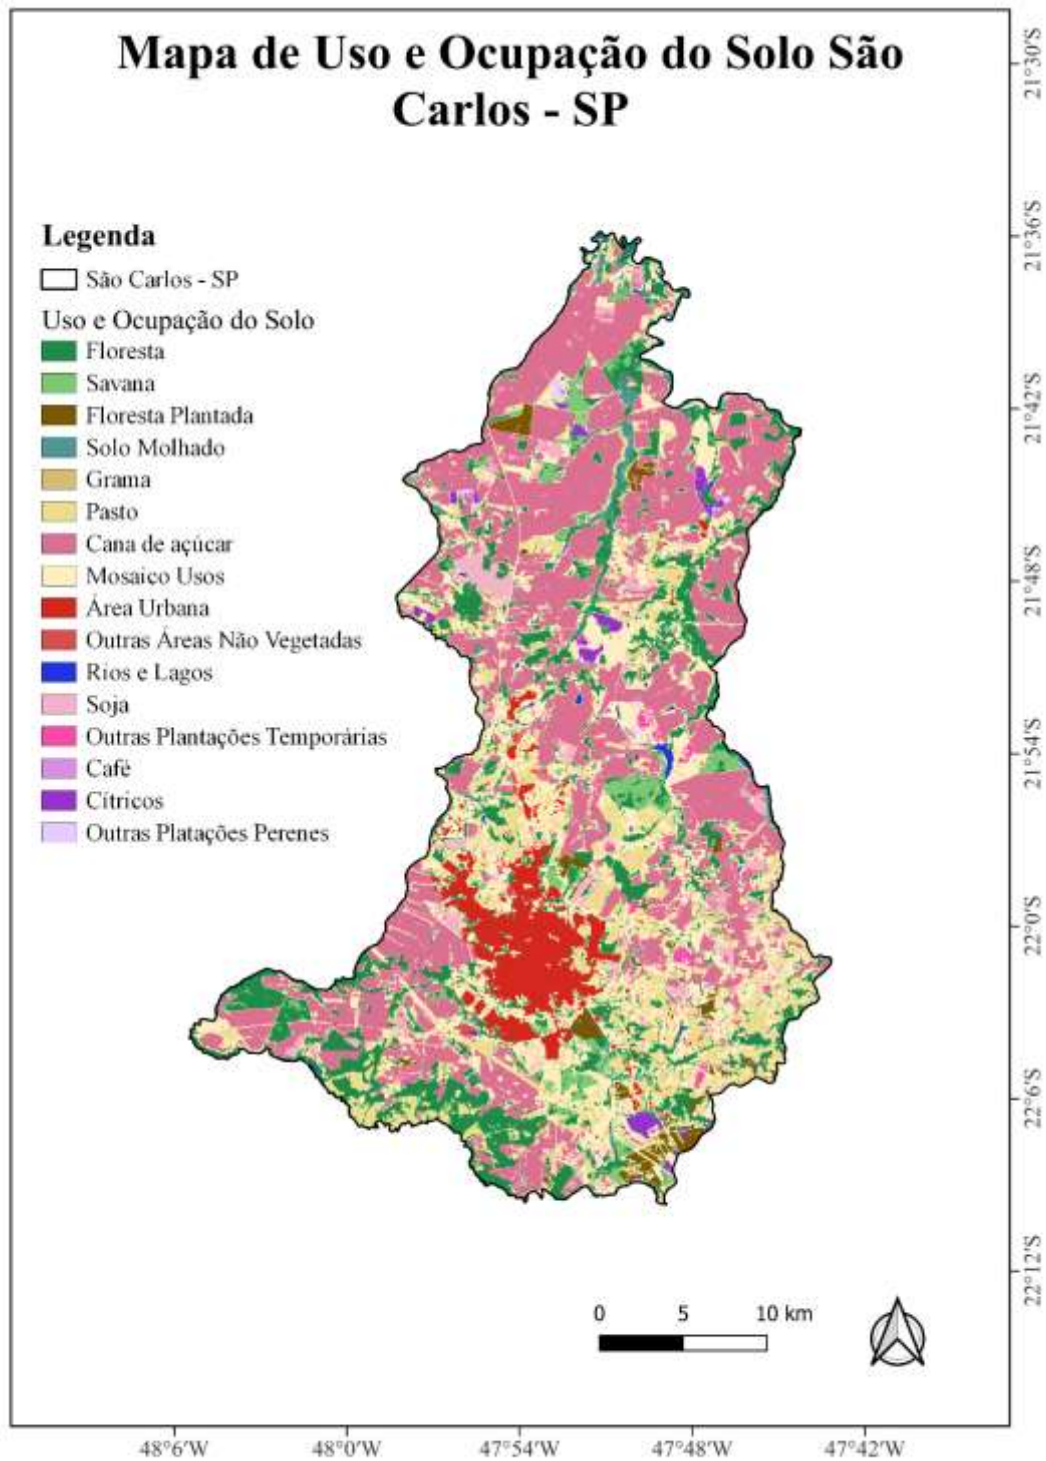 Mapa de Uso e Ocupação do Solo São
Carlos - SP
Legenda
São Carlos - SP
Uso e Ocupação do Solo
Floresta
Savana
Floresta Plantada
Solo Molhado
Grama
Pasto
Cana de açúcar
Mosaico Usos
Área Urbana
Outras Áreas Não Vegetadas
Rios e Lagos
Soja
Outras Plantações Temporárias
Café
Cítricos
Outras Platações Perenes
21°30'S
21°36'S
21°42'S
21°48'S
21°54'S
22°0'S
22°6'S
22°12'S
0 5 10 km
48°6'W 48°0'W 47°54'W 47°48'W 47°42'W